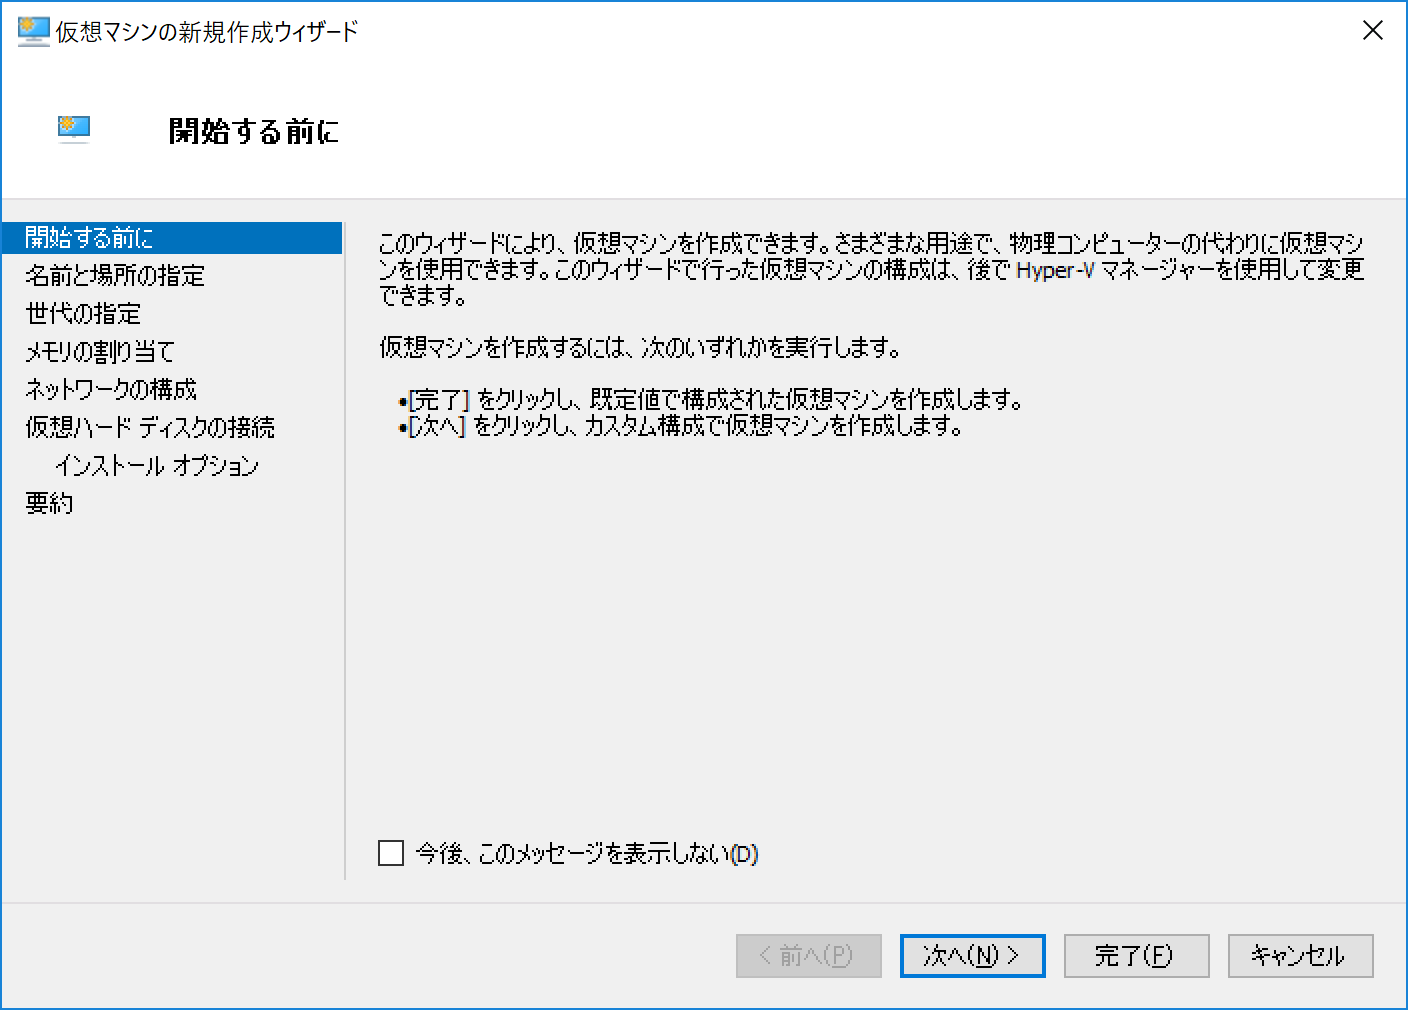 仮想マシンの新規作成ウィザード
開始する前に
開始する前に
名前と場所の指定
世代の指定
メモリの割り当て
ネットワークの構成
仮想ハード ディスクの接続
インストール オプション
要約
このウィザードにより、仮想マシンを作成できます。さまざまな用途で、物理コンピューターの代わりに仮想マシ
ンを使用できます。このウィザードで行った仮想マシンの構成は、後で Hyper-V マネージャーを使用して変更
できます。
仮想マシンを作成するには、次のいずれかを実行します。
•[完了] をクリックし、既定値で構成された仮想マシンを作成します。
•[次へ] をクリックし、カスタム構成で仮想マシンを作成します。
今後、このメッセージを表示しない(D)
< 前へ(P)
次へ(N) >
完了(F)
キャンセル